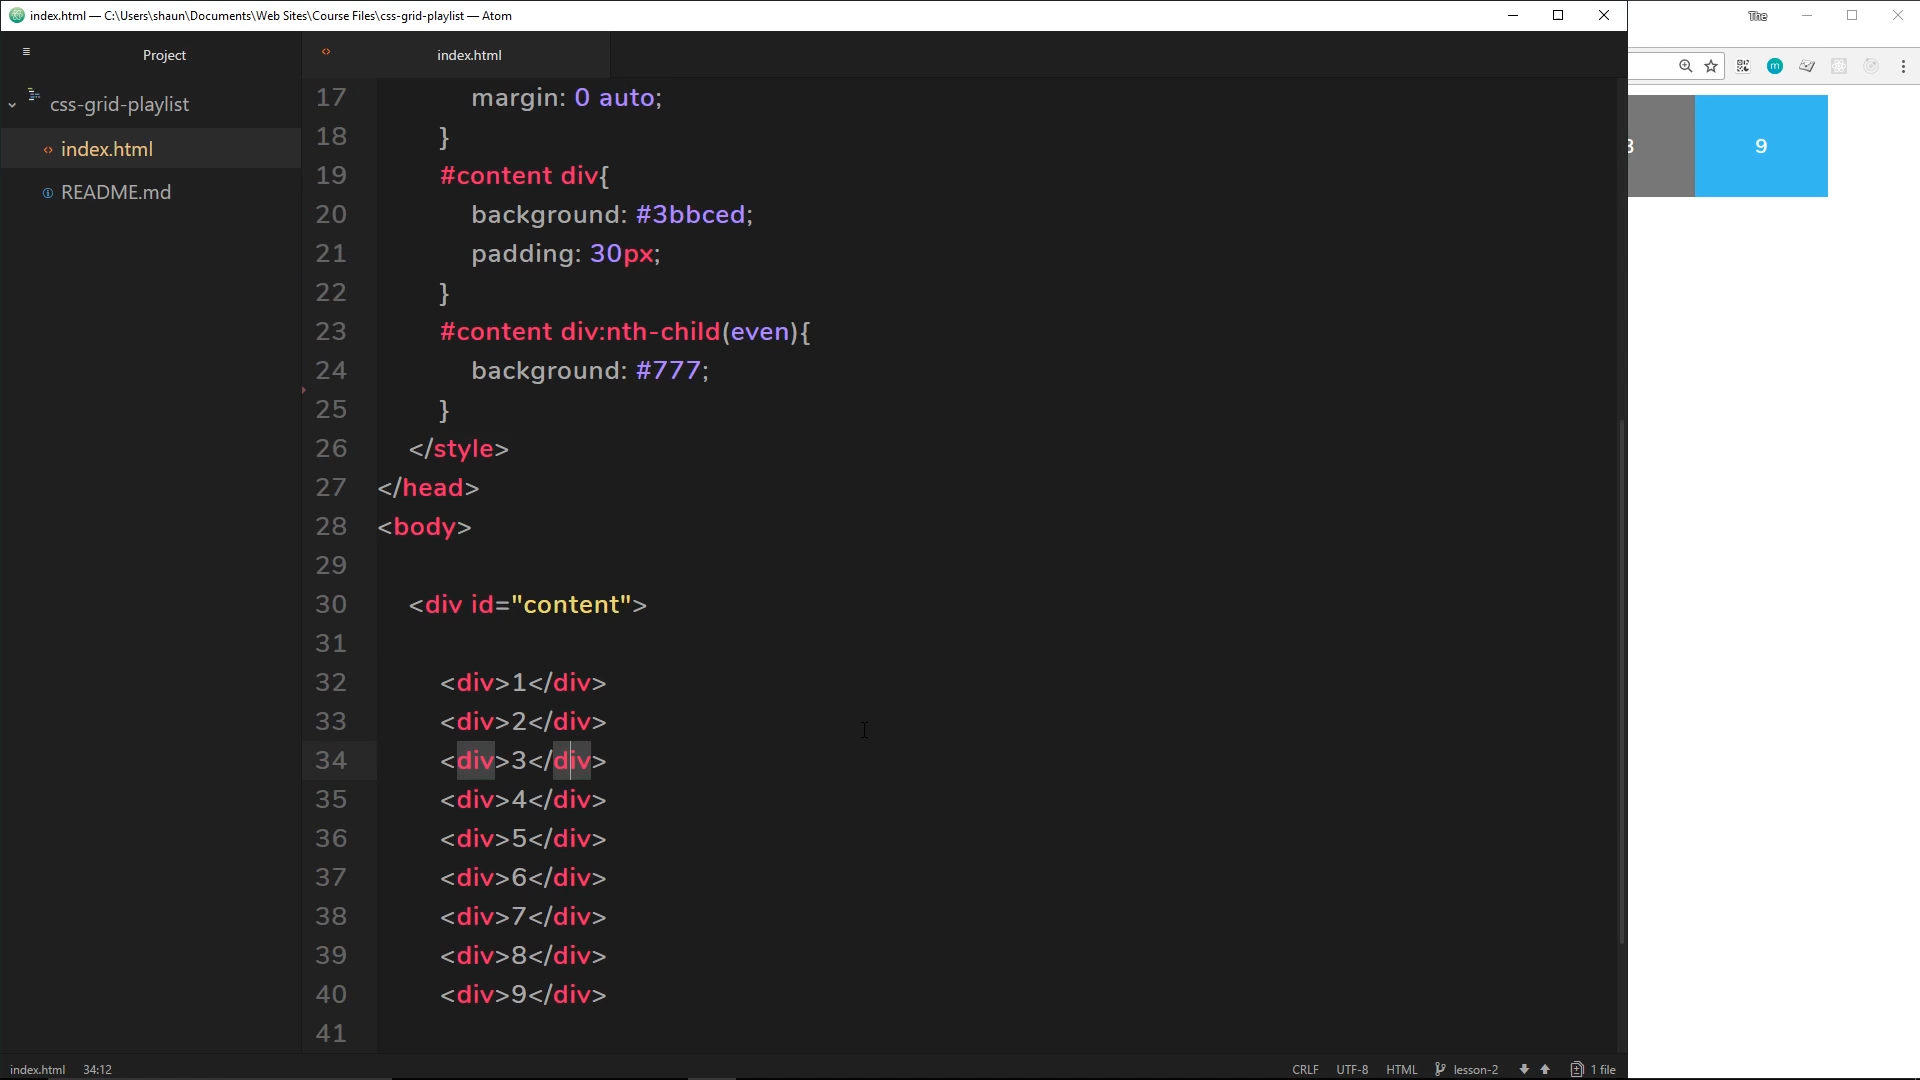 index.html — C:\Users\shaun\Documents\Web Sites\Course Files\css-grid-playlist — Atom
The
Project
index.html
css-grid-playlist
index.html
README.md
17 margin: 0 auto;
18 }
19 #content div{
20 background: #3bbced;
21 padding: 30px;
22 }
23 #content div:nth-child(even){
24 background: #777;
25 }
26 </style>
27 </head>
28 <body>
29
30 <div id="content">
31
32 <div>1</div>
33 <div>2</div>
34 <div>3</div>
35 <div>4</div>
36 <div>5</div>
37 <div>6</div>
38 <div>7</div>
39 <div>8</div>
40 <div>9</div>
41
m
9
index.html 34:12
CRLF UTF-8 HTML lesson-2 1 file